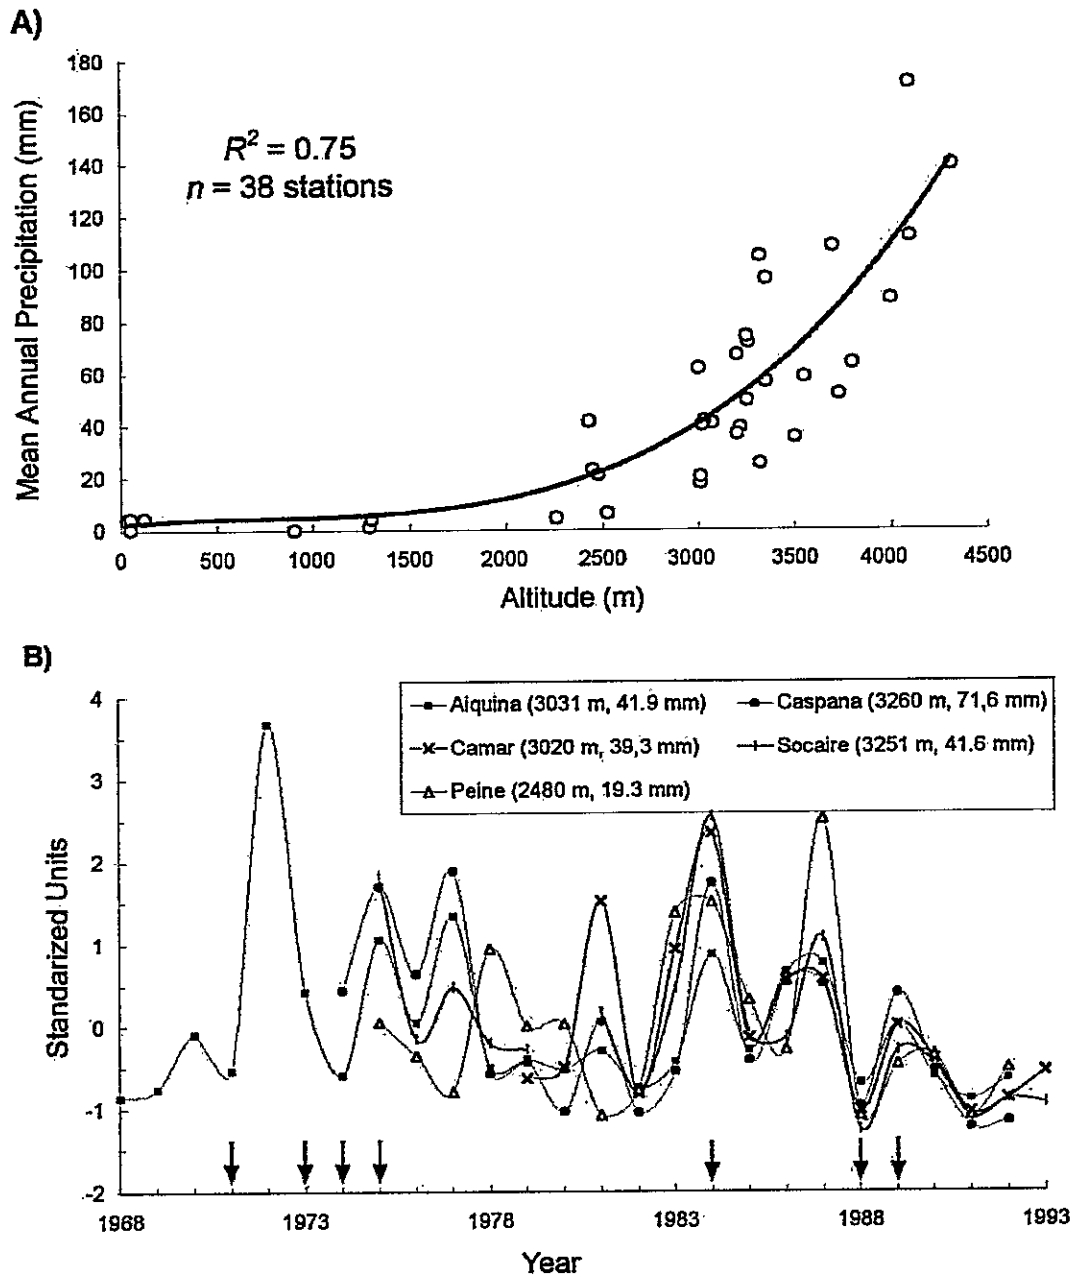 A)
Mean Annual Precipitation (mm)
180
160
140
120
100
80
60
40
20
0
R² = 0.75
n = 38 stations
0 500 1000 1500 2000 2500 3000 3500 4000 4500
Altitude (m)
B)
Standarized Units
4
3
2
1
0
-1
-2
Aiquina (3031 m, 41.9 mm) Caspana (3260 m, 71,6 mm)
Camar (3020 m, 39,3 mm) Socaire (3251 m, 41.6 mm)
Peine (2480 m, 19.3 mm)
1968 1973 1978 1983 1988 1993
Year